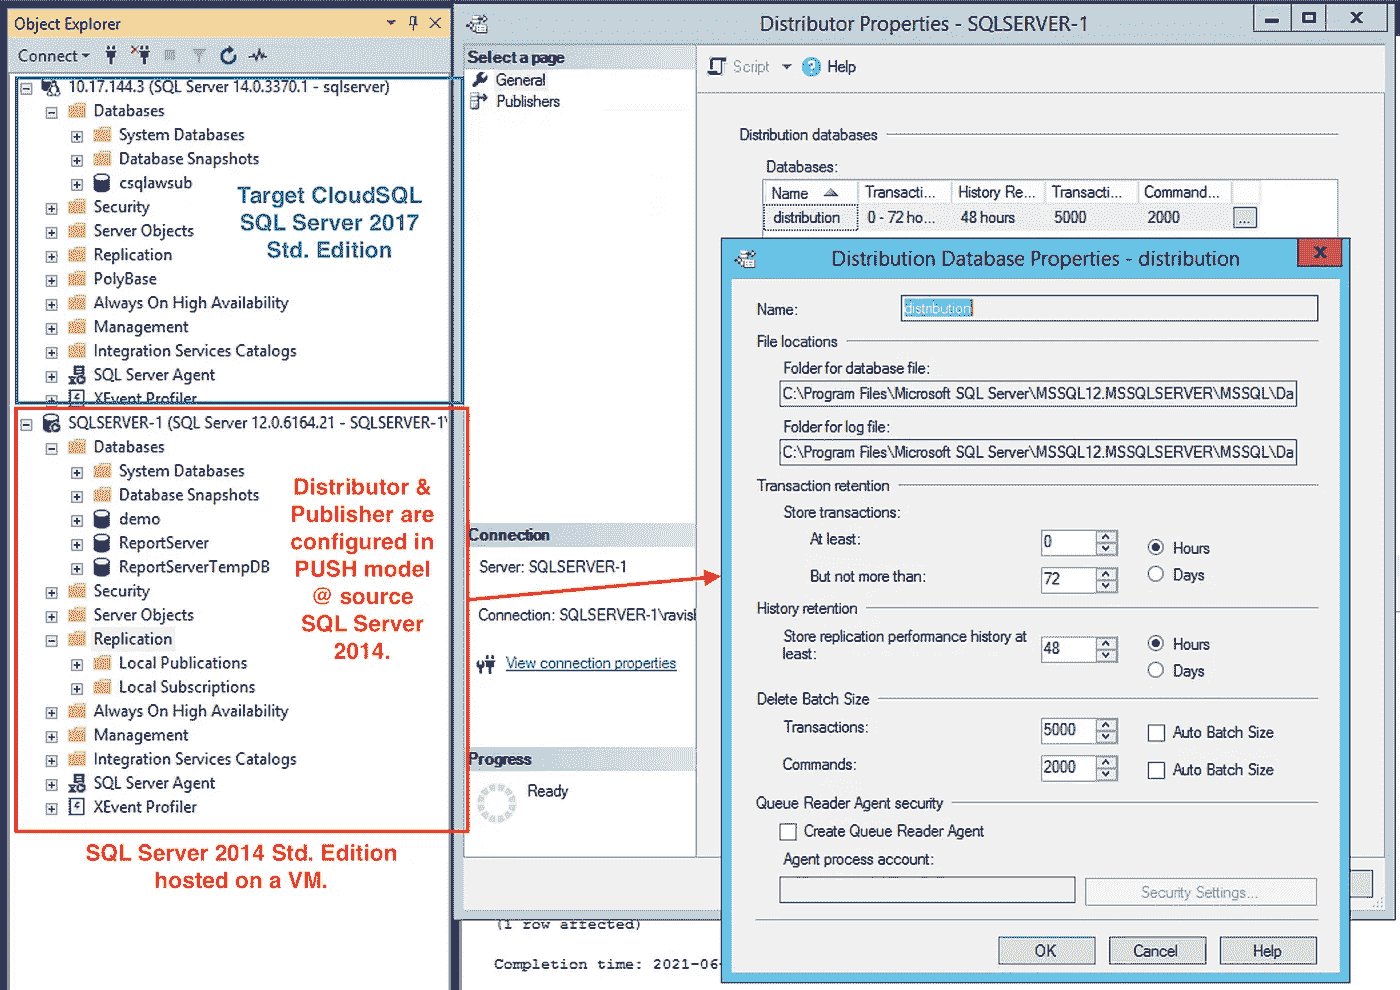 Object Explorer
Connect
10.17.144.3 (SQL Server 14.0.3370.1 - sqlserver)
Databases
System Databases
Database Snapshots
csqlawsub
Security
Server Objects
Replication
PolyBase
Always On High Availability
Management
Integration Services Catalogs
SQL Server Agent
XEvent Profiler
Target CloudSQL
SQL Server 2017
Std. Edition
SQLSERVER-1 (SQL Server 12.0.6164.21 - SQLSERVER-1\
Databases
System Databases
Database Snapshots
demo
ReportServer
ReportServerTempDB
Security
Server Objects
Replication
Local Publications
Local Subscriptions
Always On High Availability
Management
Integration Services Catalogs
SQL Server Agent
XEvent Profiler
Distributor &
Publisher are
configured in
PUSH model
@ source
SQL Server
2014.
SQL Server 2014 Std. Edition
hosted on a VM.
Distributor Properties - SQLSERVER-1
Select a page
General
Publishers
Script
Help
Distribution databases
Databases:
Name Transacti... History Re... Transacti... Command...
distribution 0 - 72 ho... 48 hours 5000 2000 ...
Connection
Server: SQLSERVER-1
Connection: SQLSERVER-1\ravisl
View connection properties
Progress
Ready
Distribution Database Properties - distribution
Name: distribution
File locations
Folder for database file:
C:\Program Files\Microsoft SQL Server\MSSQL12.MSSQLSERVER\MSSQL\Da
Folder for log file:
C:\Program Files\Microsoft SQL Server\MSSQL12.MSSQLSERVER\MSSQL\Da
Transaction retention
Store transactions:
At least: 0 Hours
Days
But not more than: 72
History retention
Store replication performance history at
least: 48 Hours
Days
Delete Batch Size
Transactions: 5000 Auto Batch Size
Commands: 2000 Auto Batch Size
Queue Reader Agent security
Create Queue Reader Agent
Agent process account:
Security Settings...
OK Cancel Help
(1 row affected)
Completion time: 2021-06-